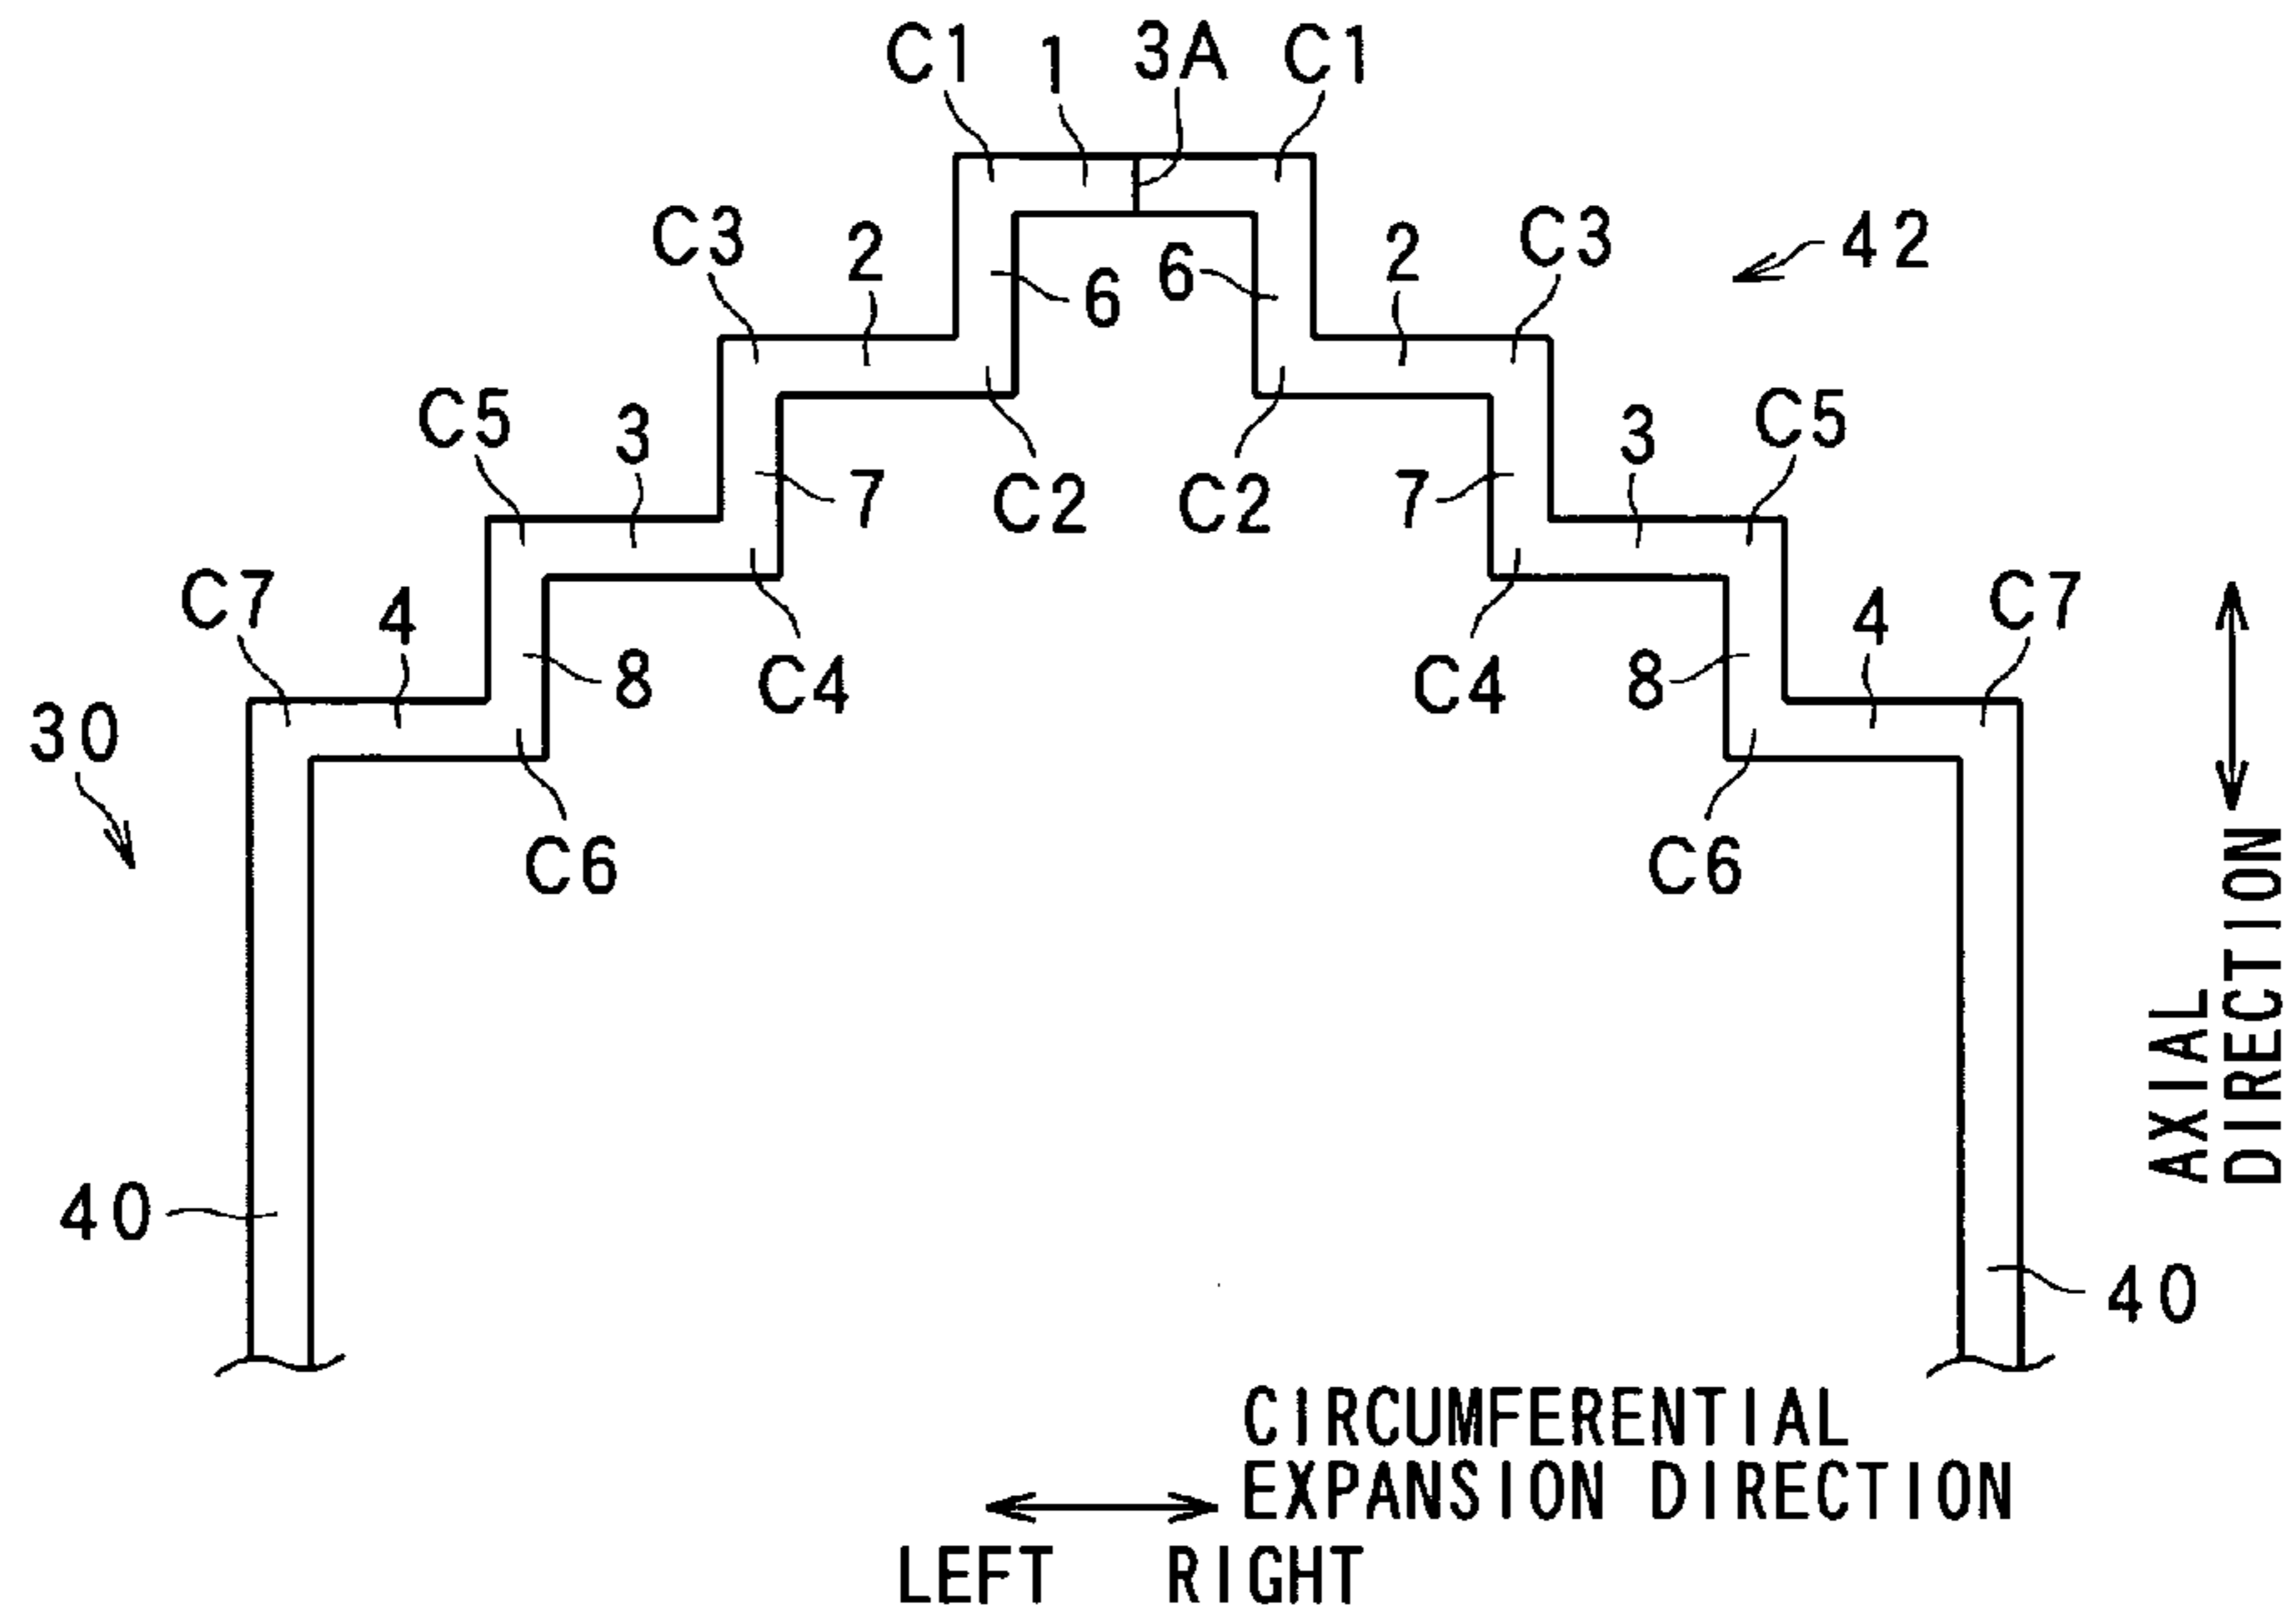 C1 1 3A C1
C3 2 6 6 2 C3 42
C5 3 7 C2 C2 7 3 C5
C7 4 8 C4 C4 8 4 C7
30
C6 C6
40
40
AXIAL
DIRECTION
CIRCUMFERENTIAL
EXPANSION DIRECTION
LEFT RIGHT